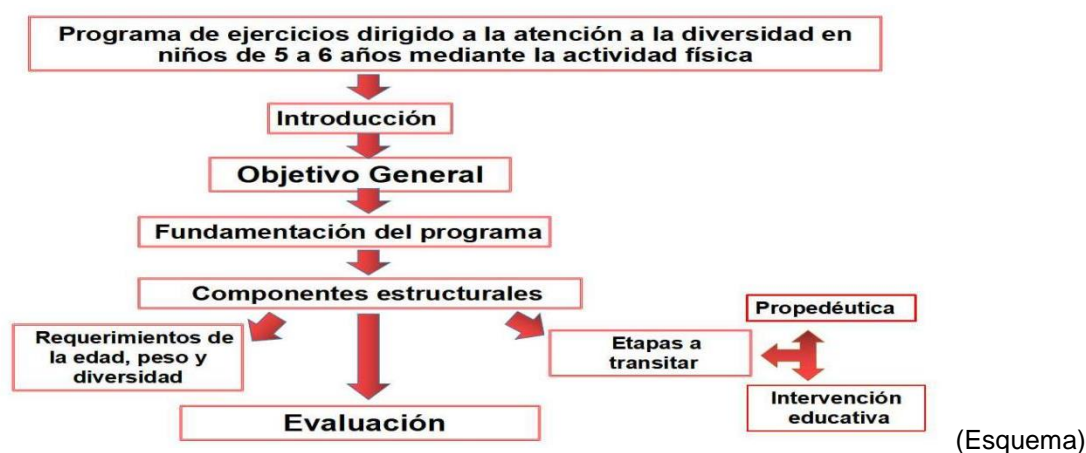 Programa de ejercicios dirigido a la atención a la diversidad en
niños de 5 a 6 años mediante la actividad física
Introducción
Objetivo General
Fundamentación del programa
Componentes estructurales
Requerimientos de
la edad, peso y
diversidad
Etapas a
transitar
Propedéutica
Intervención
educativa
Evaluación
(Esquema)